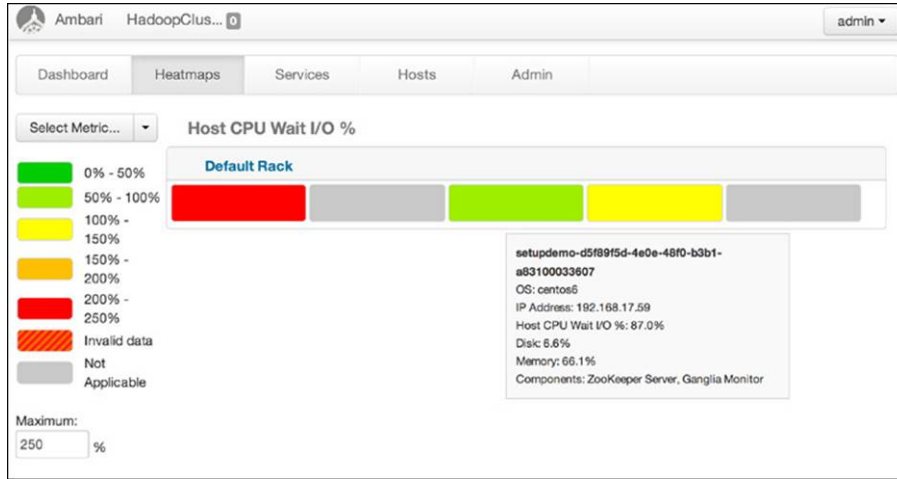 Ambari HadoopClus... 0 admin
Dashboard Heatmaps Services Hosts Admin
Select Metric... Host CPU Wait I/O %
Default Rack
0% - 50%
50% - 100%
100% -
150%
150% -
200%
200% -
250%
Invalid data
Not
Applicable
setupdemo-d5f89f5d-4e0e-48f0-b3b1-
a83100033607
OS: centos6
IP Address: 192.168.17.59
Host CPU Wait I/O %: 87.0%
Disk: 6.6%
Memory: 66.1%
Components: ZooKeeper Server, Ganglia Monitor
Maximum:
250 %